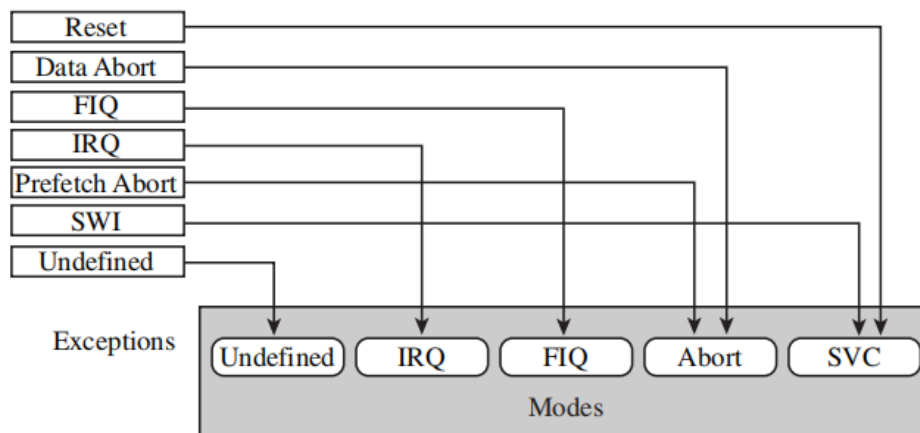 Reset
Data Abort
FIQ
IRQ
Prefetch Abort
SWI
Undefined
Exceptions
Undefined IRQ FIQ Abort SVC
Modes